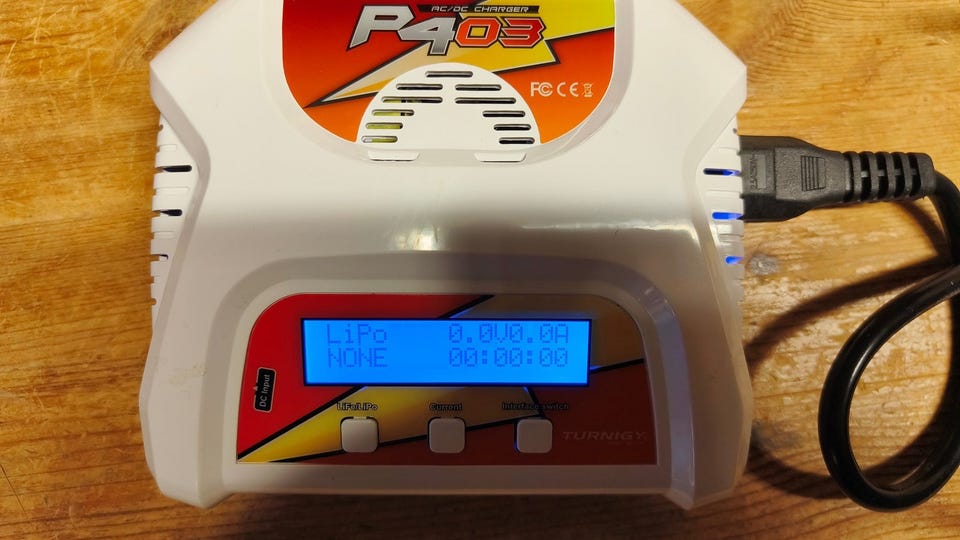 AC/DC CHARGER
P403
FC CE
LiPo 0.0V0.0A
NONE 00:00:00
DC Input
LiFe/LiPo Current Interface switch
TURNIGY